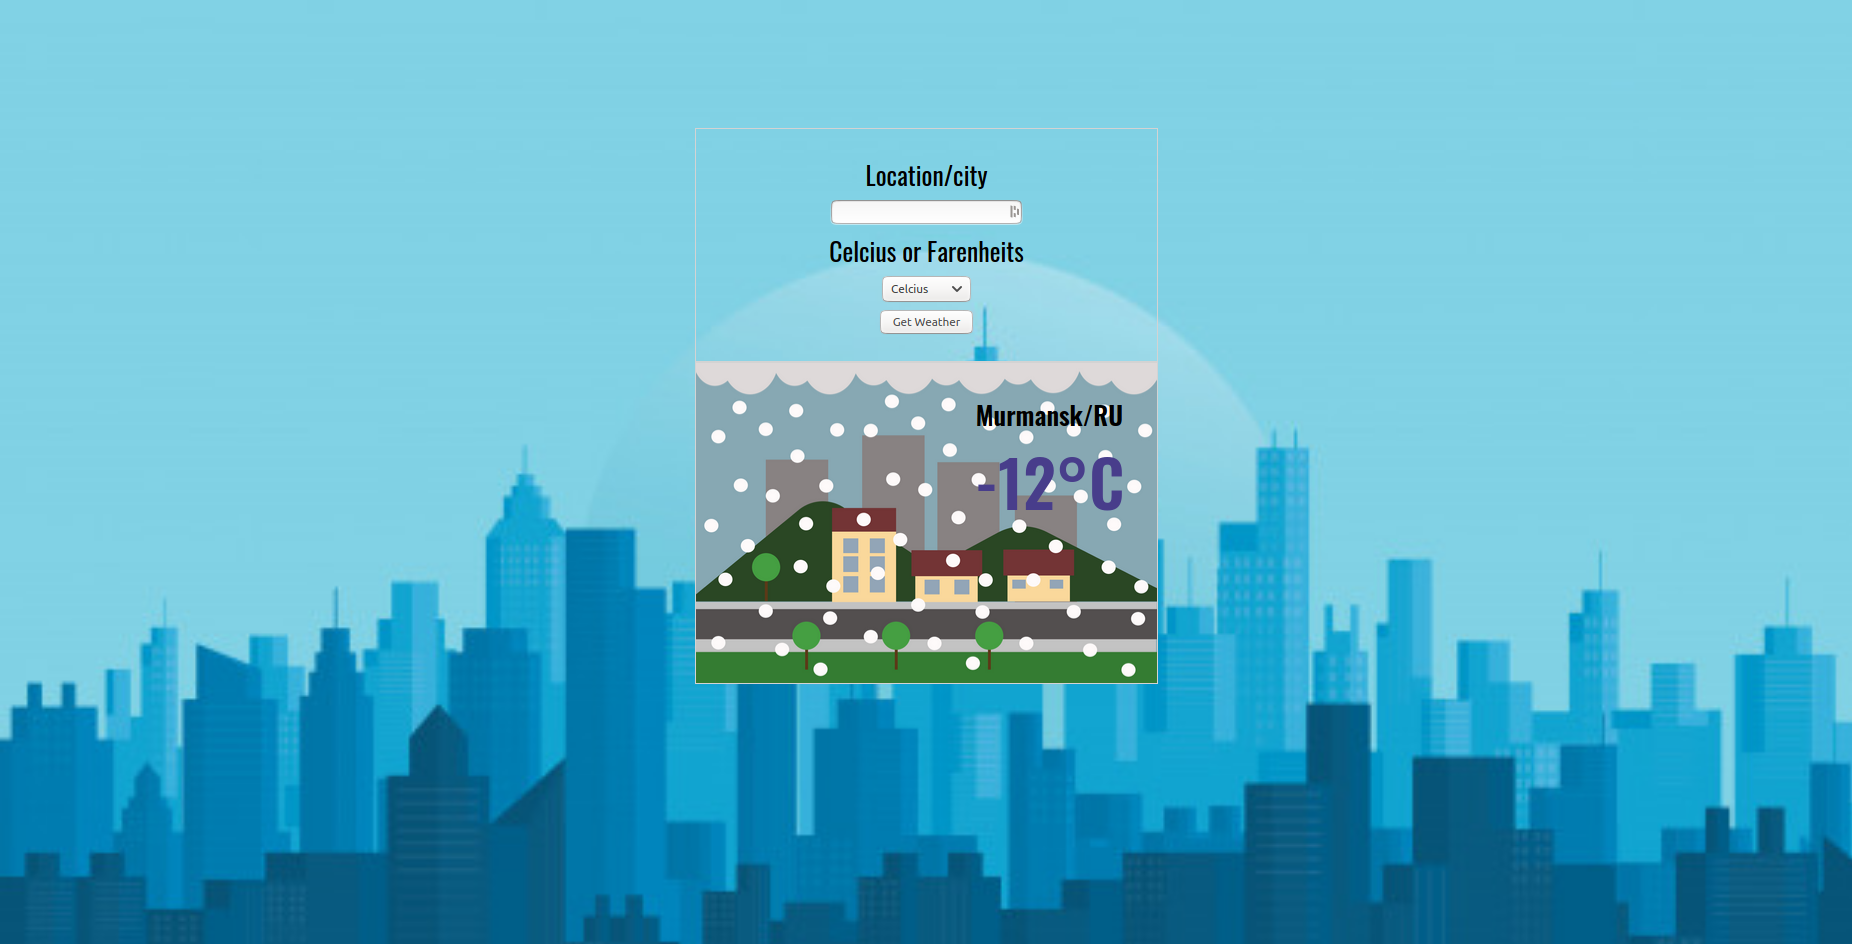 Location/city
Celcius or Farenheits
Celcius
Get Weather
Murmansk/RU
-12°C